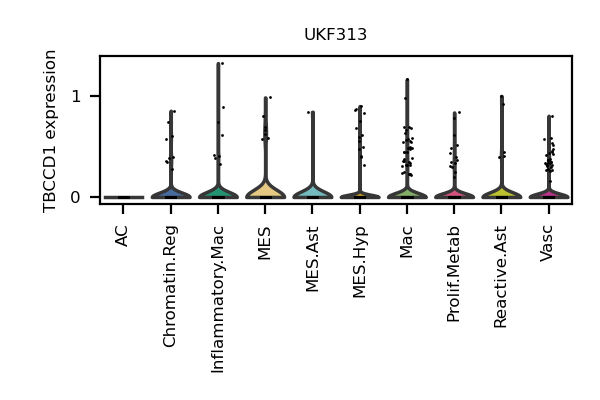 UKF313
TBCCD1 expression
1
0
AC
Chromatin.Reg
Inflammatory.Mac
MES
MES.Ast
MES.Hyp
Mac
Prolif.Metab
Reactive.Ast
Vasc